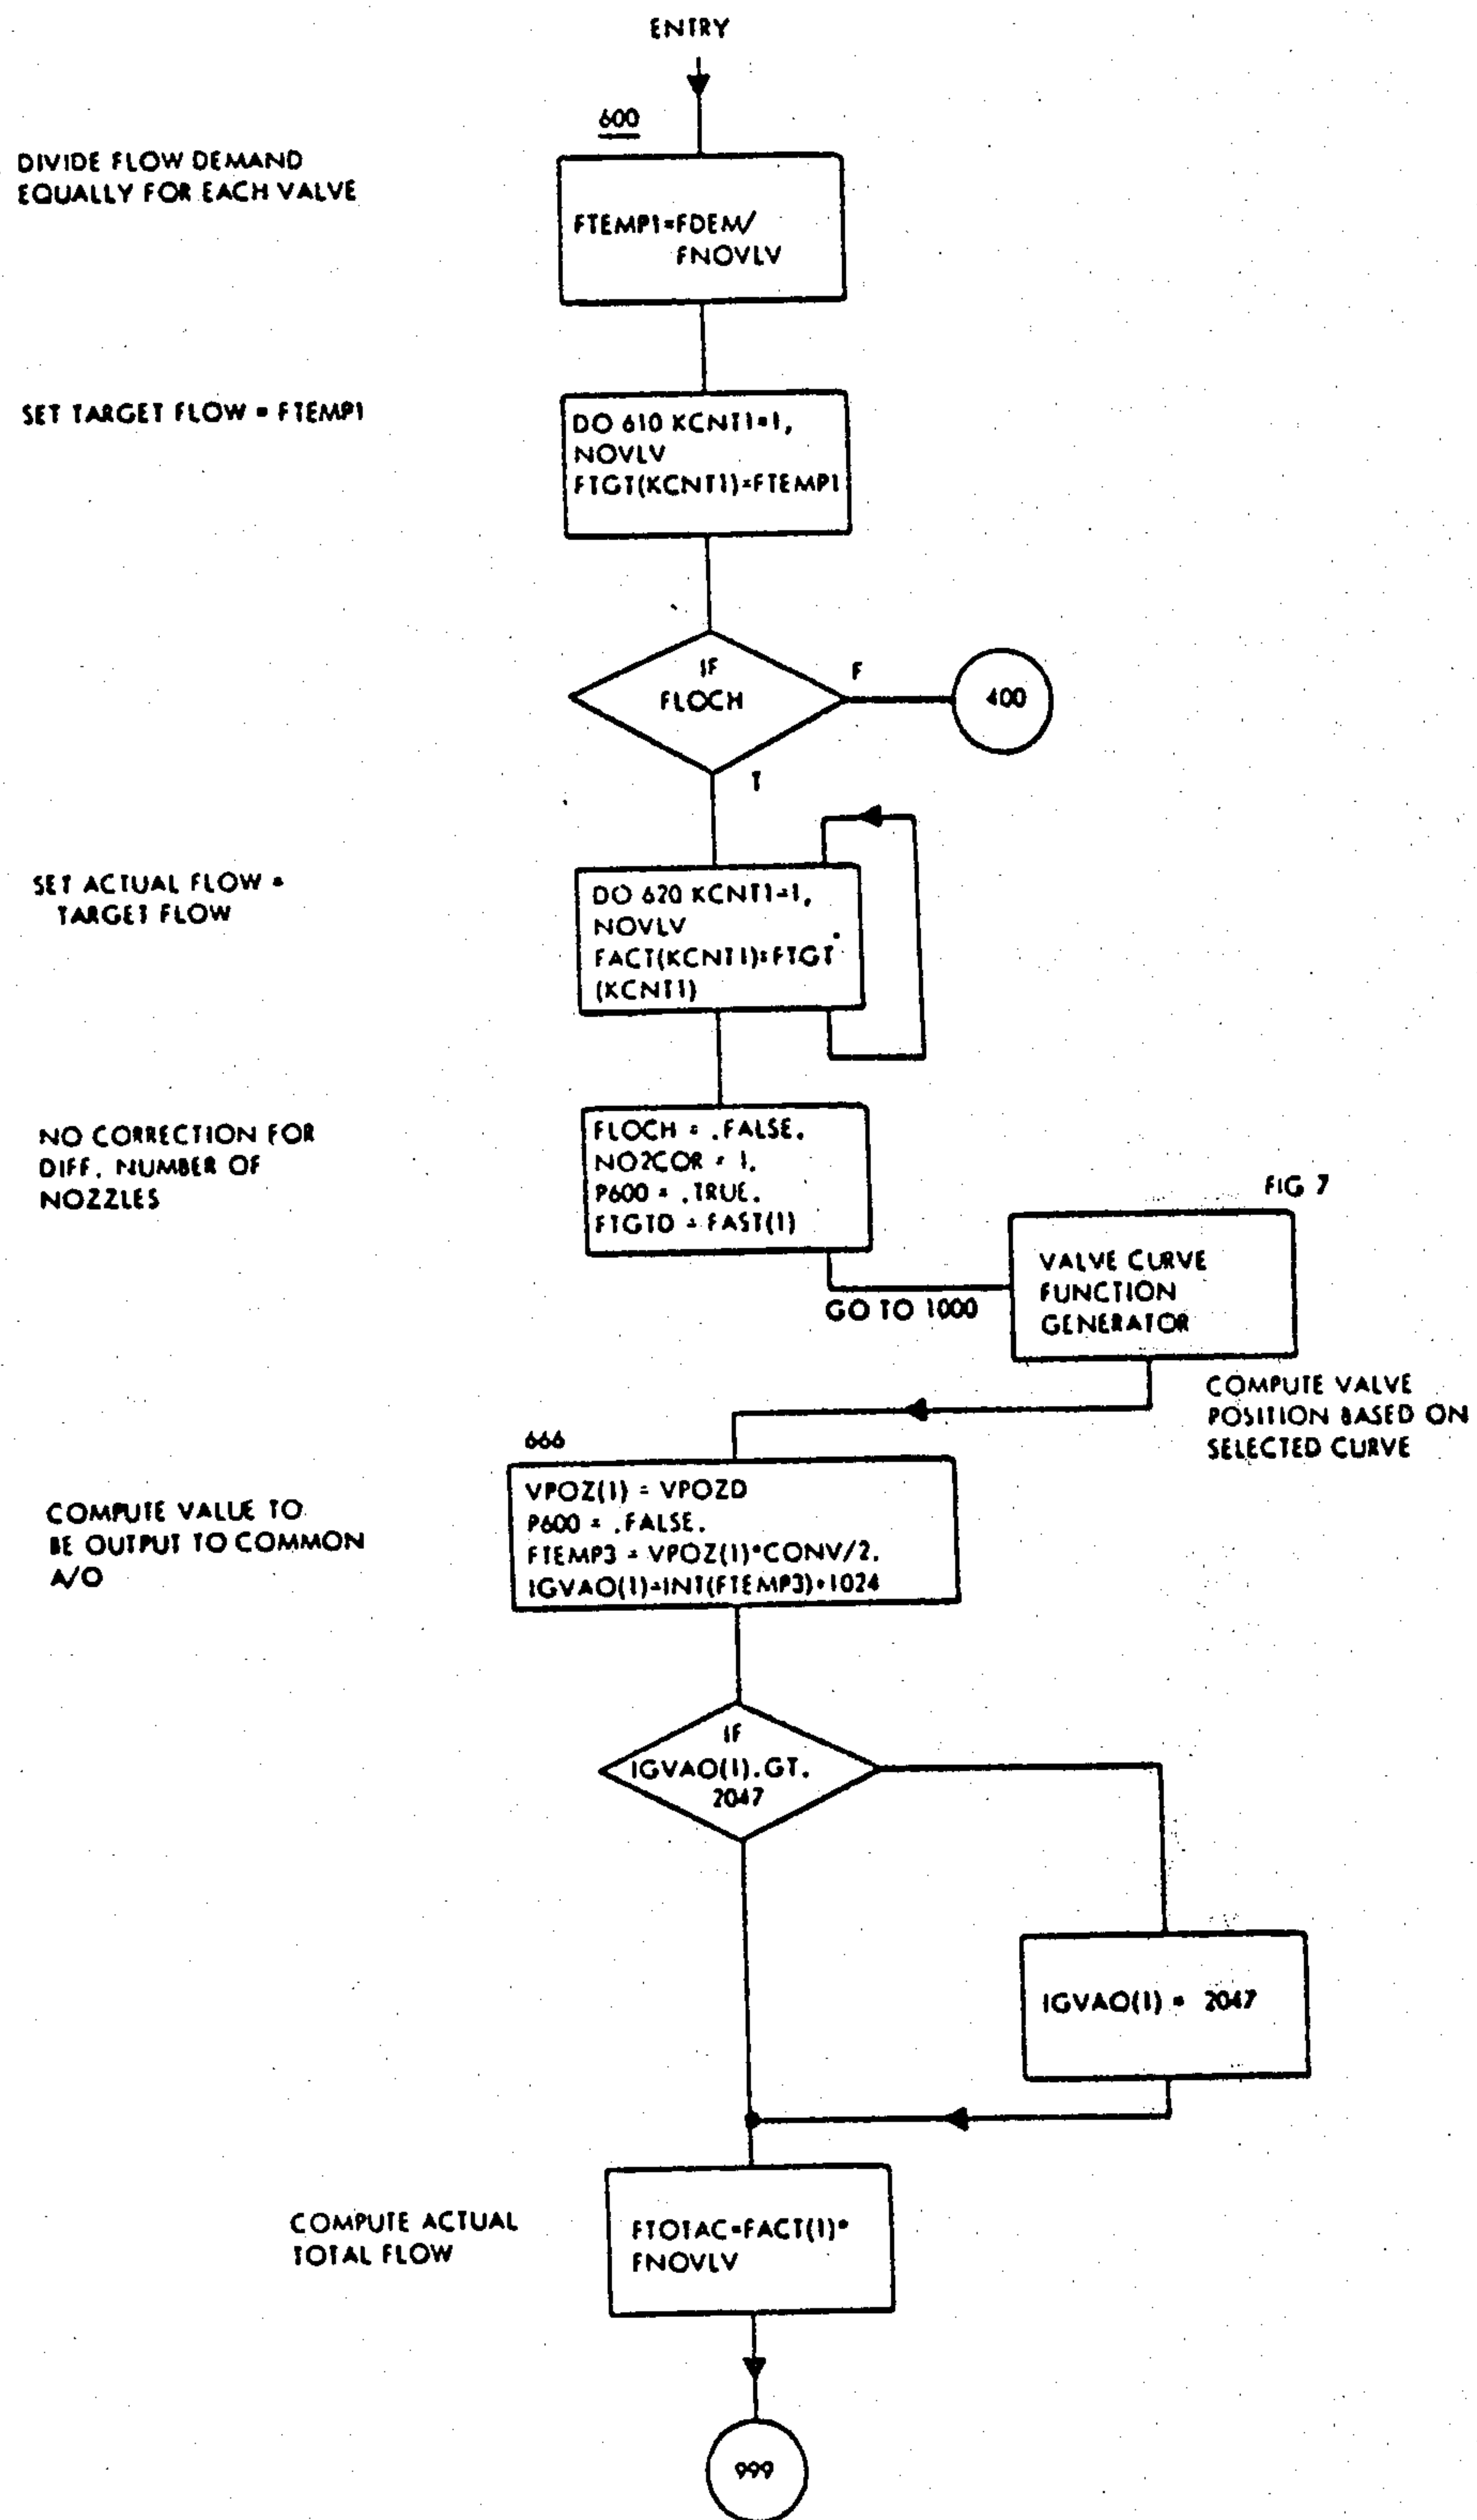 ENTRY
600
DIVIDE FLOW DEMAND
EQUALLY FOR EACH VALVE
FTEMP1=FDEM/
FNOVLV
SET TARGET FLOW = FTEMP1
DO 610 KCNT1=1,
NOVLV
FTGT(KCNT1)=FTEMP1
IF
FLOCH
F
400
T
SET ACTUAL FLOW =
TARGET FLOW
DO 620 KCNT1=1,
NOVLV
FACT(KCNT1)=FTGT
(KCNT1)
NO CORRECTION FOR
DIFF. NUMBER OF
NOZZLES
FLOCH = .FALSE.
NO2COR = 1.
P600 = .TRUE.
FTGTD = FAST(1)
GO TO 1000
FIG 7
VALVE CURVE
FUNCTION
GENERATOR
COMPUTE VALVE
POSITION BASED ON
SELECTED CURVE
666
COMPUTE VALUE TO
BE OUTPUT TO COMMON
A/O
VPOZ(1) = VPOZD
P600 = .FALSE.
FTEMP3 = VPOZ(1)*CONV/2.
IGVAO(1)=INT(FTEMP3)+1024
IF
IGVAO(1).GT.
2047
IGVAO(1) = 2047
COMPUTE ACTUAL
TOTAL FLOW
FTOTAC=FACT(1)*
FNOVLV
999